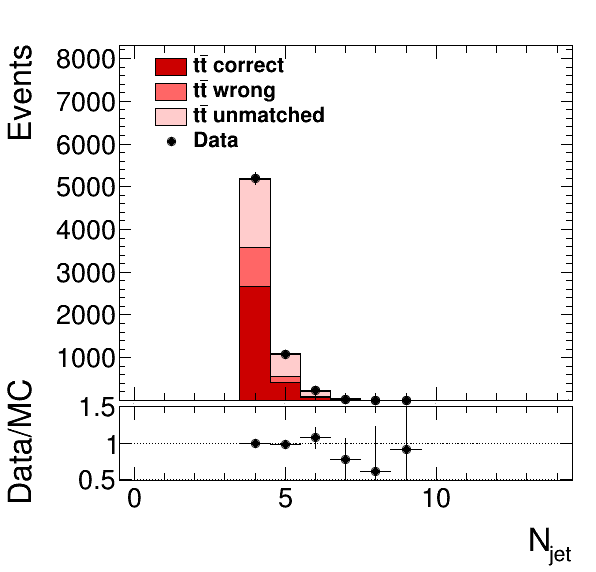 Events
8000
7000
6000
5000
4000
3000
2000
1000
tt̄ correct
tt̄ wrong
tt̄ unmatched
Data
Data/MC
1.5
1
0.5
0 5 10
N_jet